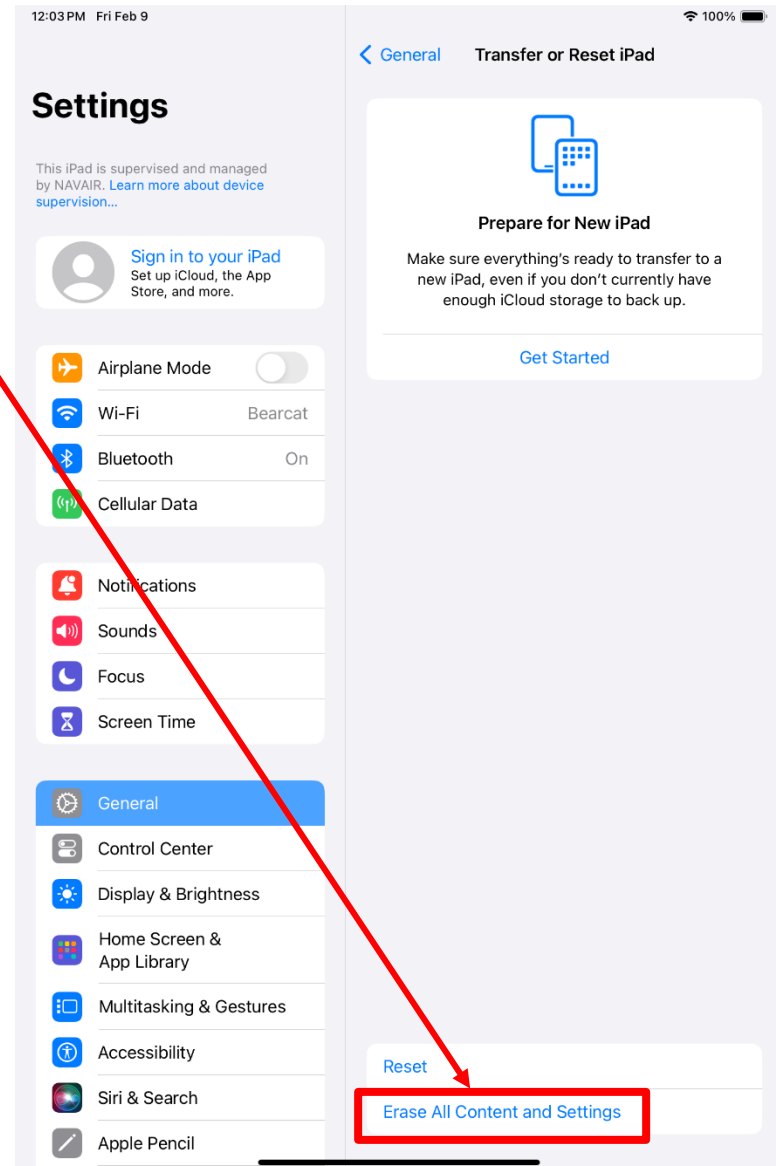 12:03 PM Fri Feb 9
100%
Settings
This iPad is supervised and managed
by NAVAIR. Learn more about device
supervision...
Sign in to your iPad
Set up iCloud, the App
Store, and more.
Airplane Mode
Wi-Fi Bearcat
Bluetooth On
Cellular Data
Notifications
Sounds
Focus
Screen Time
General
Control Center
Display & Brightness
Home Screen &
App Library
Multitasking & Gestures
Accessibility
Siri & Search
Apple Pencil
General Transfer or Reset iPad
Prepare for New iPad
Make sure everything's ready to transfer to a
new iPad, even if you don't currently have
enough iCloud storage to back up.
Get Started
Reset
Erase All Content and Settings